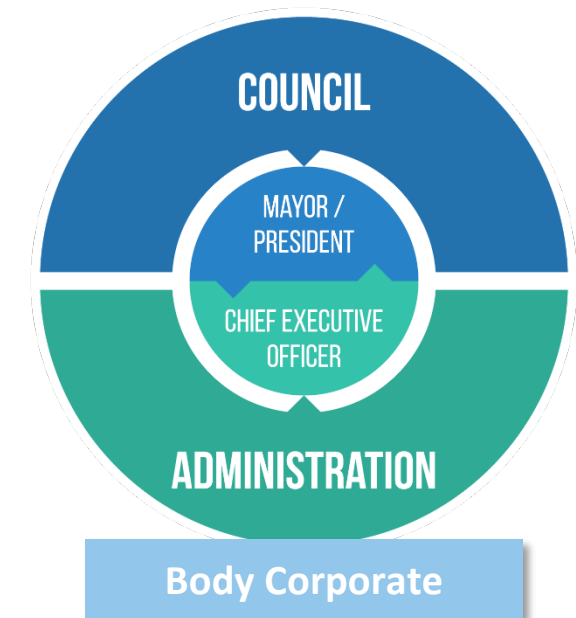 COUNCIL
MAYOR /
PRESIDENT
CHIEF EXECUTIVE
OFFICER
ADMINISTRATION
Body Corporate